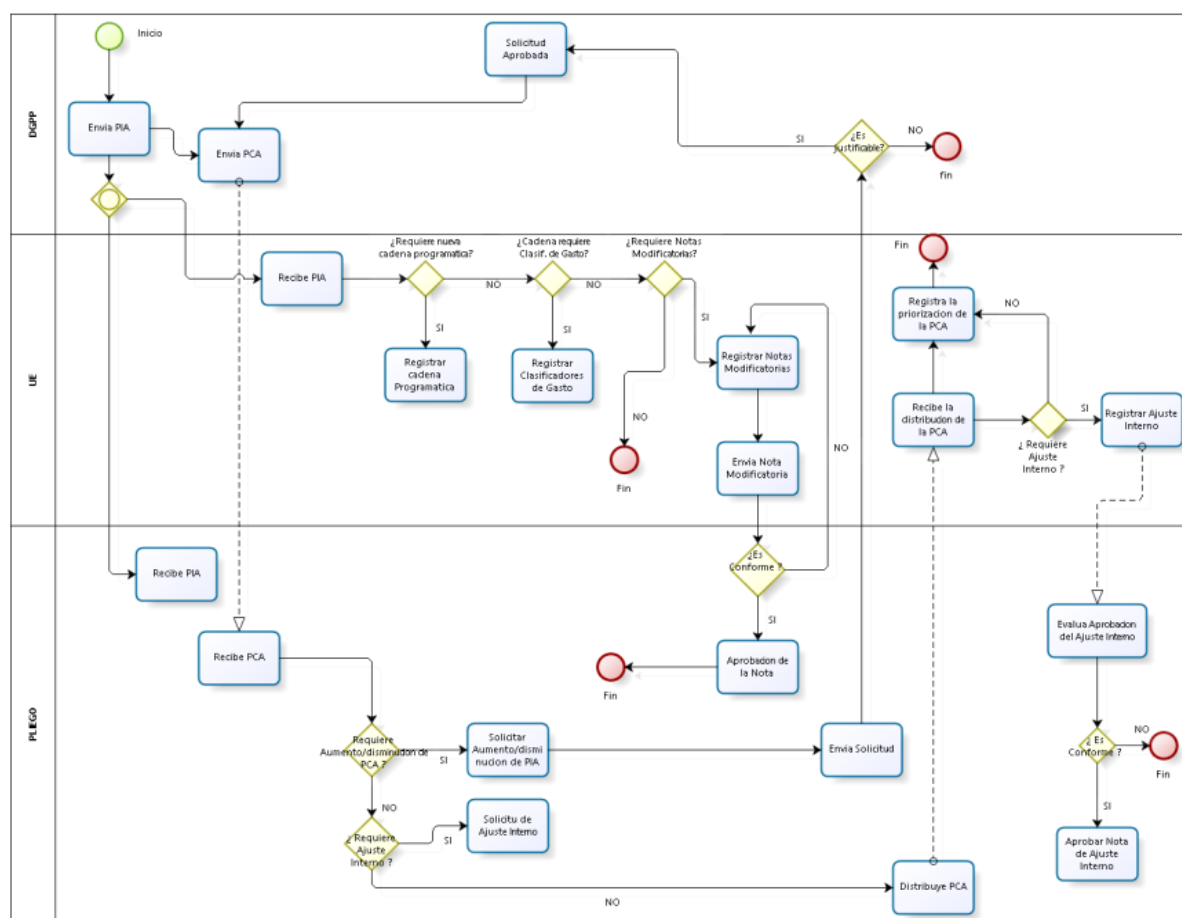 DGPP
Inicio
Envia PIA
Envia PCA
Solicitud
Aprobada
SI
¿Es
justificable?
NO
fin
UE
Recibe PIA
¿Requiere nueva
cadena programatica?
NO
SI
Registrar
cadena
Programatica
¿Cadena requiere
Clasif. de Gasto?
NO
SI
Registrar
Clasificadores
de Gasto
¿Requiere Notas
Modificatorias?
SI
NO
Fin
Registrar Notas
Modificatorias
Envia Nota
Modificatoria
NO
Fin
Registra la
priorizacion de
la PCA
NO
Recibe la
distribucion de
la PCA
¿ Requiere
Ajuste
Interno ?
SI
Registrar Ajuste
Interno
PLIEGO
Recibe PIA
Recibe PCA
¿Es
Conforme ?
SI
Aprobacion de
la Nota
Fin
Requiere
Aumento/disminucion de
PCA ?
SI
Solicitar
Aumento/dismi
nucion de PIA
Envia Solicitud
NO
¿ Requiere
Ajuste
Interno ?
SI
Solicitu de
Ajuste Interno
NO
Distribuye PCA
Evalua Aprobacion
del Ajuste Interno
¿ Es
Conforme ?
NO
Fin
SI
Aprobar Nota
de Ajuste
Interno